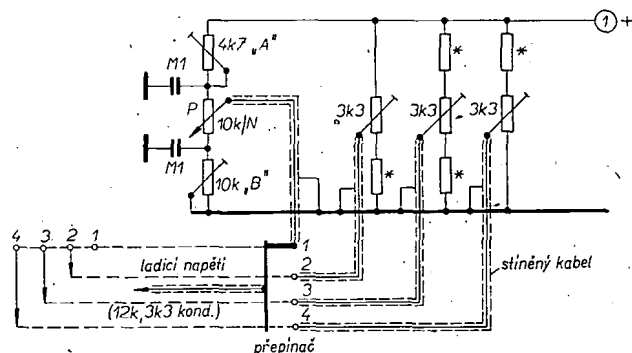 1 +
4k7 „A"
M1
P
10k/N
M1
10k „B"
3k3
*
*
3k3
*
*
3k3
4 3 2 1
1
ladicí napětí
2
3
(12k, 3k3 kond.)
4
přepínač
stíněný kabel